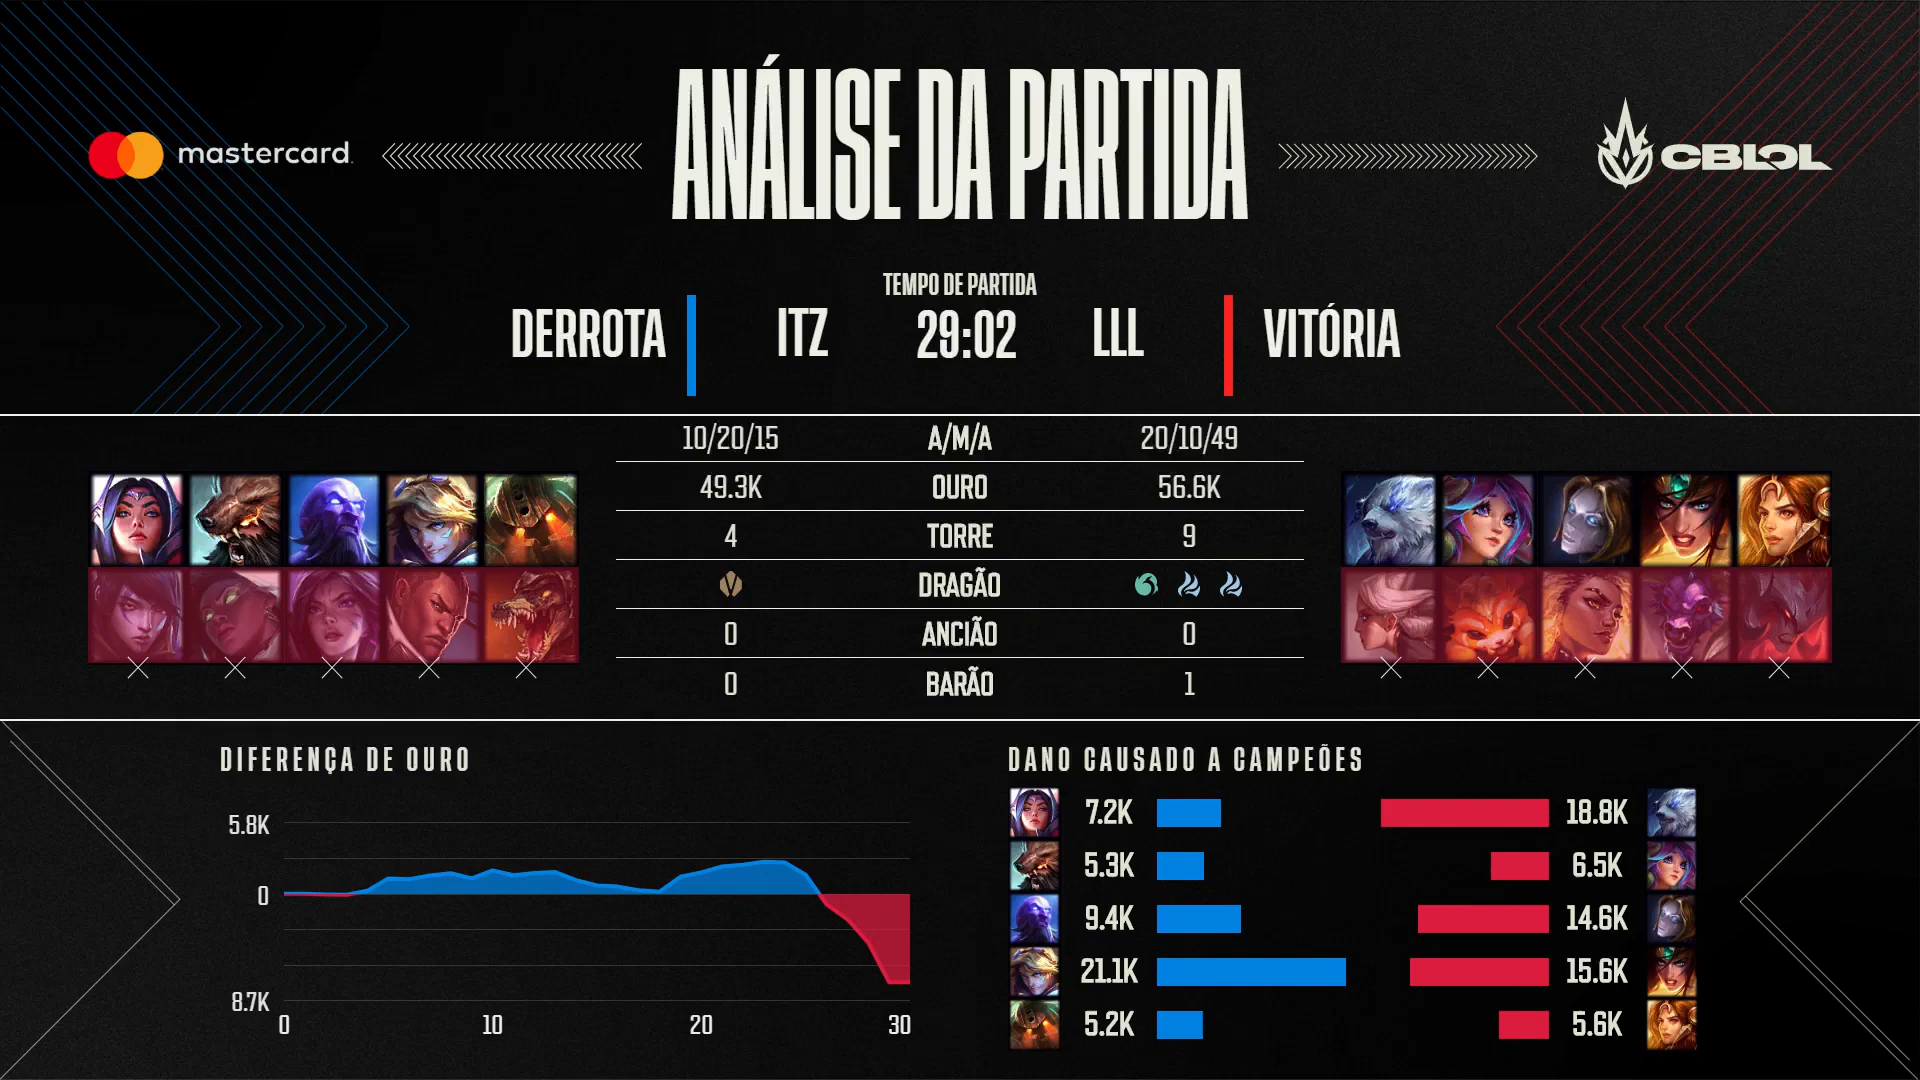 mastercard.
ANÁLISE DA PARTIDA
CBLOL
TEMPO DE PARTIDA
DERROTA ITZ 29:02 LLL VITÓRIA
10/20/15 A/M/A 20/10/49
49.3K OURO 56.6K
4 TORRE 9
DRAGÃO
0 ANCIÃO 0
0 BARÃO 1
DIFERENÇA DE OURO
5.8K
0
8.7K
0 10 20 30
DANO CAUSADO A CAMPEÕES
7.2K 18.8K
5.3K 6.5K
9.4K 14.6K
21.1K 15.6K
5.2K 5.6K